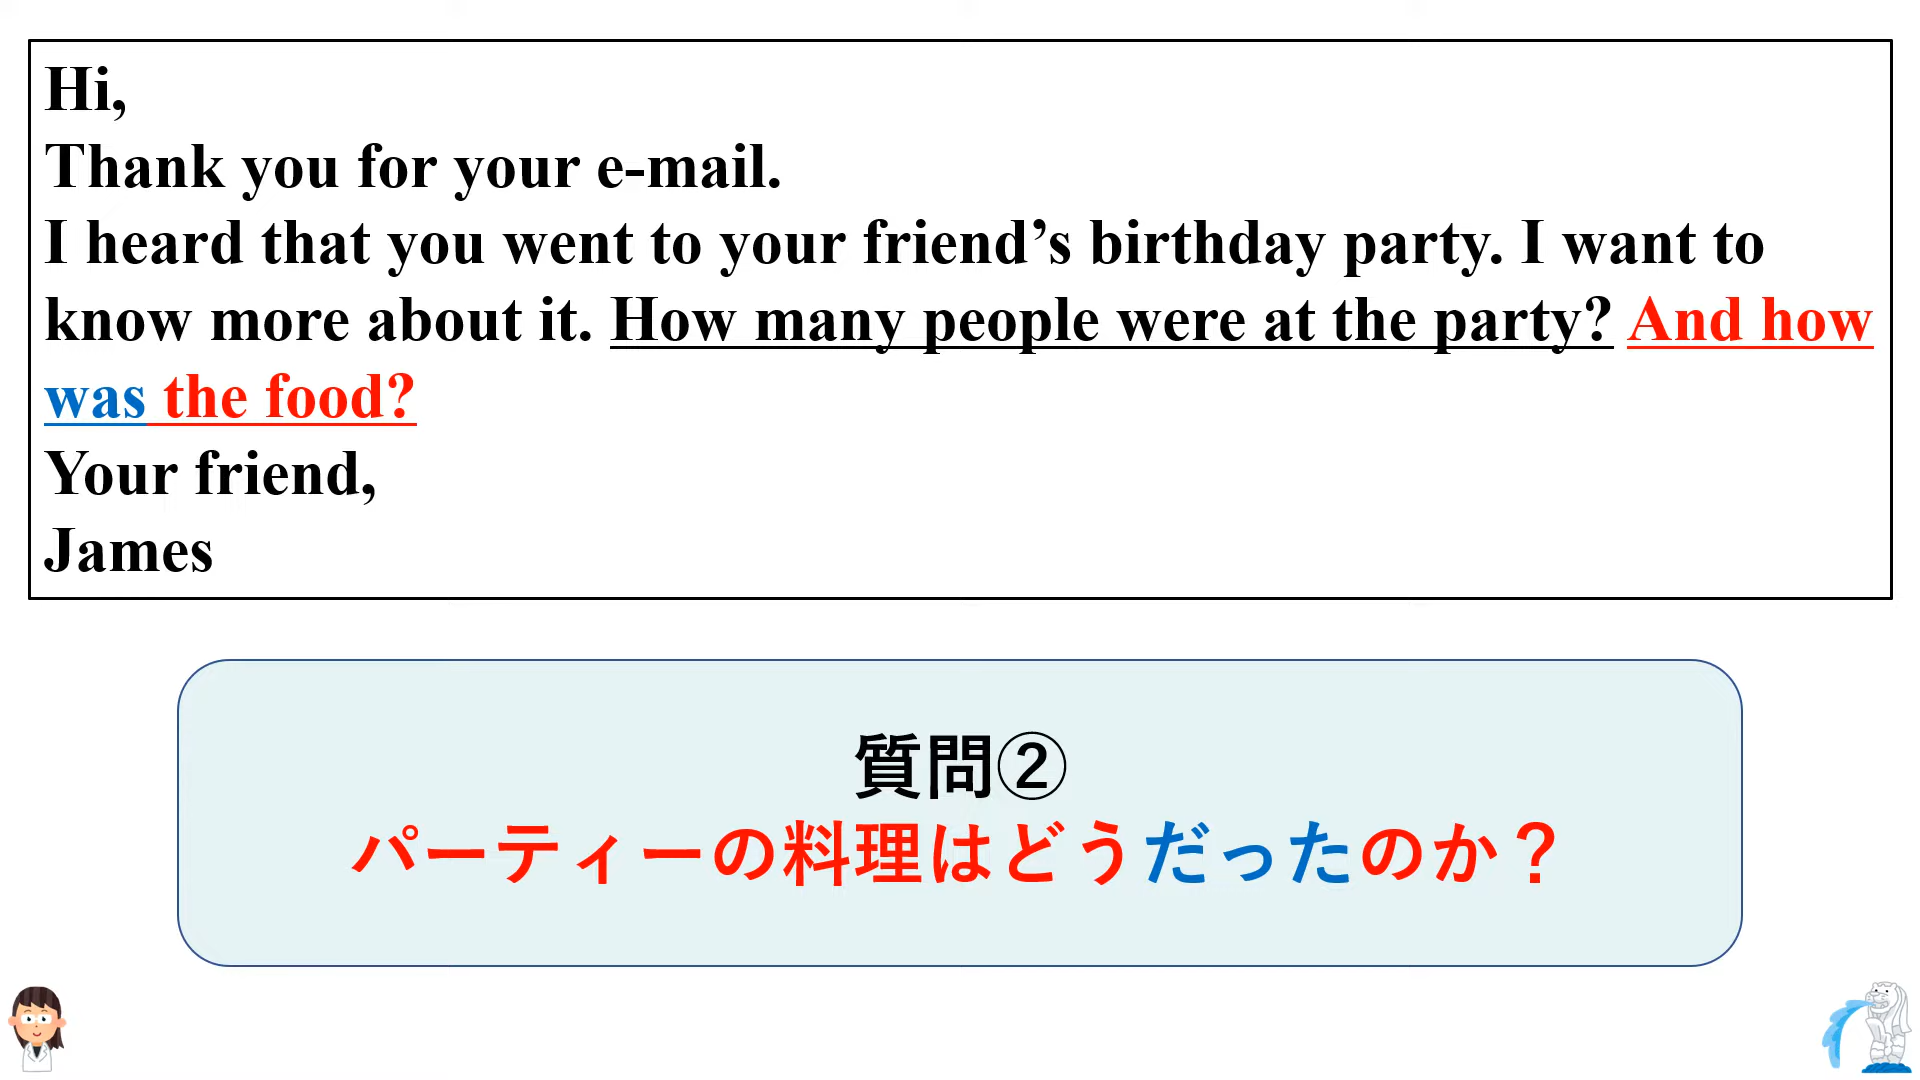 Hi,
Thank you for your e-mail.
I heard that you went to your friend’s birthday party. I want to
know more about it. How many people were at the party? And how
was the food?
Your friend,
James
質問②
パーティーの料理はどうだったのか？